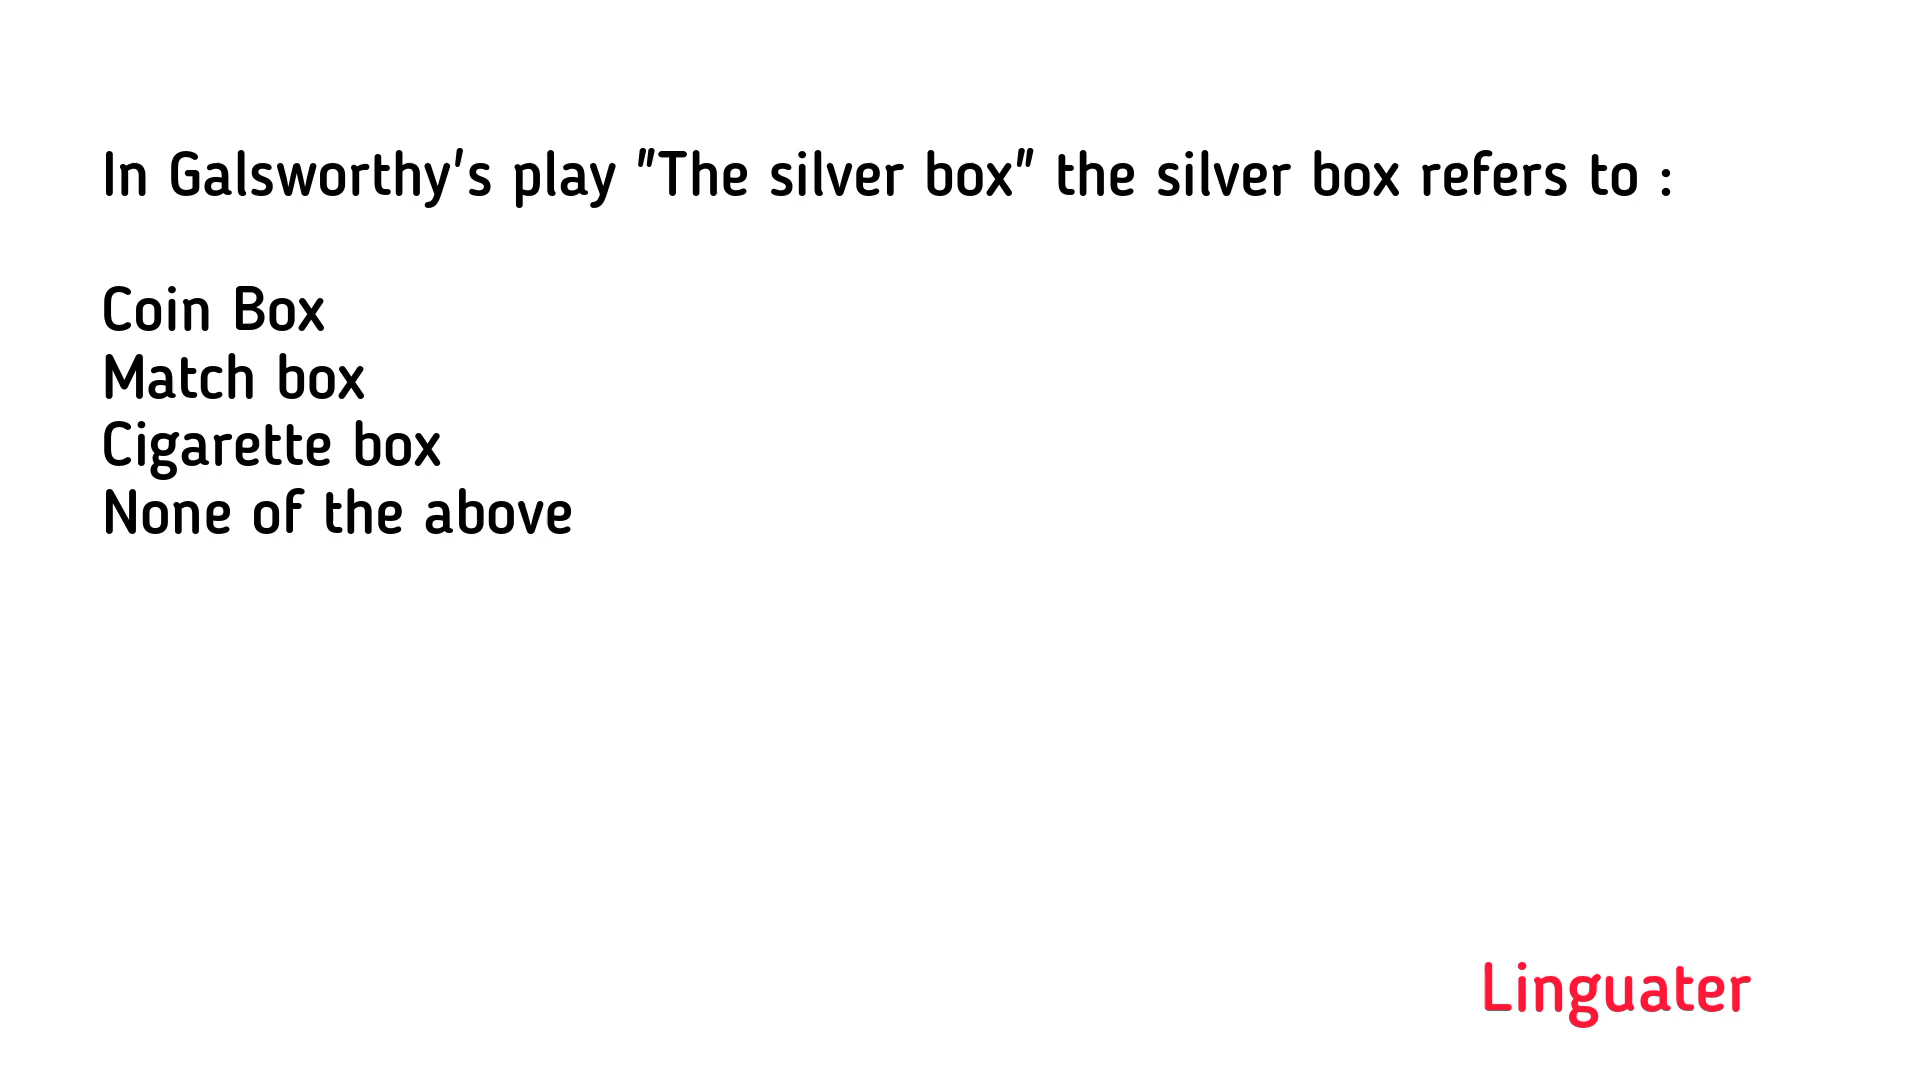 In Galsworthy's play "The silver box" the silver box refers to :
Coin Box
Match box
Cigarette box
None of the above
Linguater